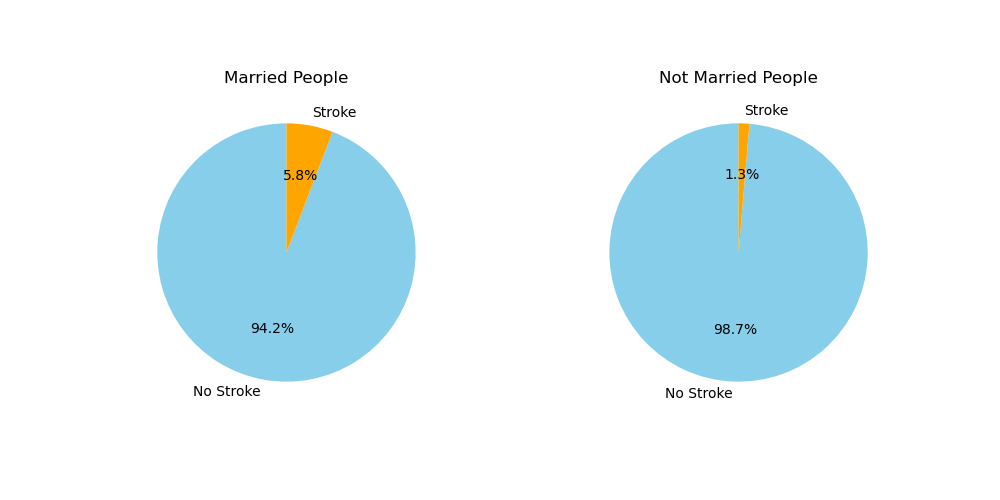 Married People
Stroke
5.8%
94.2%
No Stroke
Not Married People
Stroke
1.3%
98.7%
No Stroke